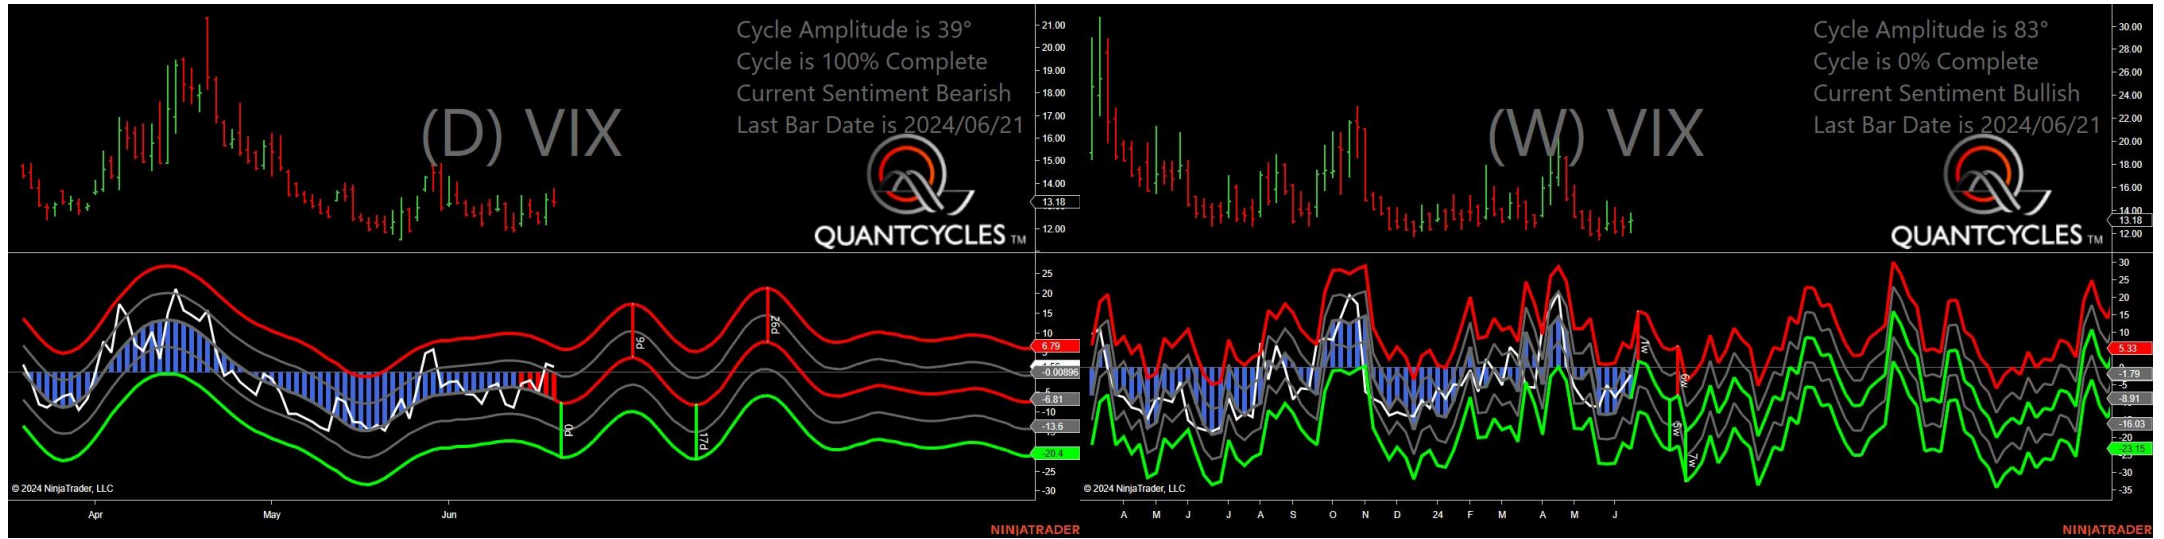 Cycle Amplitude is 39°
Cycle is 100% Complete
Current Sentiment Bearish
Last Bar Date is 2024/06/21
(D) VIX
QUANTCYCLES TM
21.00
20.00
19.00
18.00
17.00
16.00
15.00
14.00
13.18
12.00
25
20
15
10
6.79
-0.00896
-6.81
-10
-13.6
-20.4
-25
-30
9d
26d
0d
17d
© 2024 NinjaTrader, LLC
Apr May Jun
NINJATRADER
Cycle Amplitude is 83°
Cycle is 0% Complete
Current Sentiment Bullish
Last Bar Date is 2024/06/21
(W) VIX
QUANTCYCLES TM
30.00
28.00
26.00
24.00
22.00
20.00
18.00
16.00
14.00
13.18
12.00
30
25
20
15
10
5.33
-1.79
-5
-8.91
-16.03
-20
-23.15
-30
-35
1w
6w
5w
7w
© 2024 NinjaTrader, LLC
A M J J A S O N D 24 F M A M J
NINJATRADER